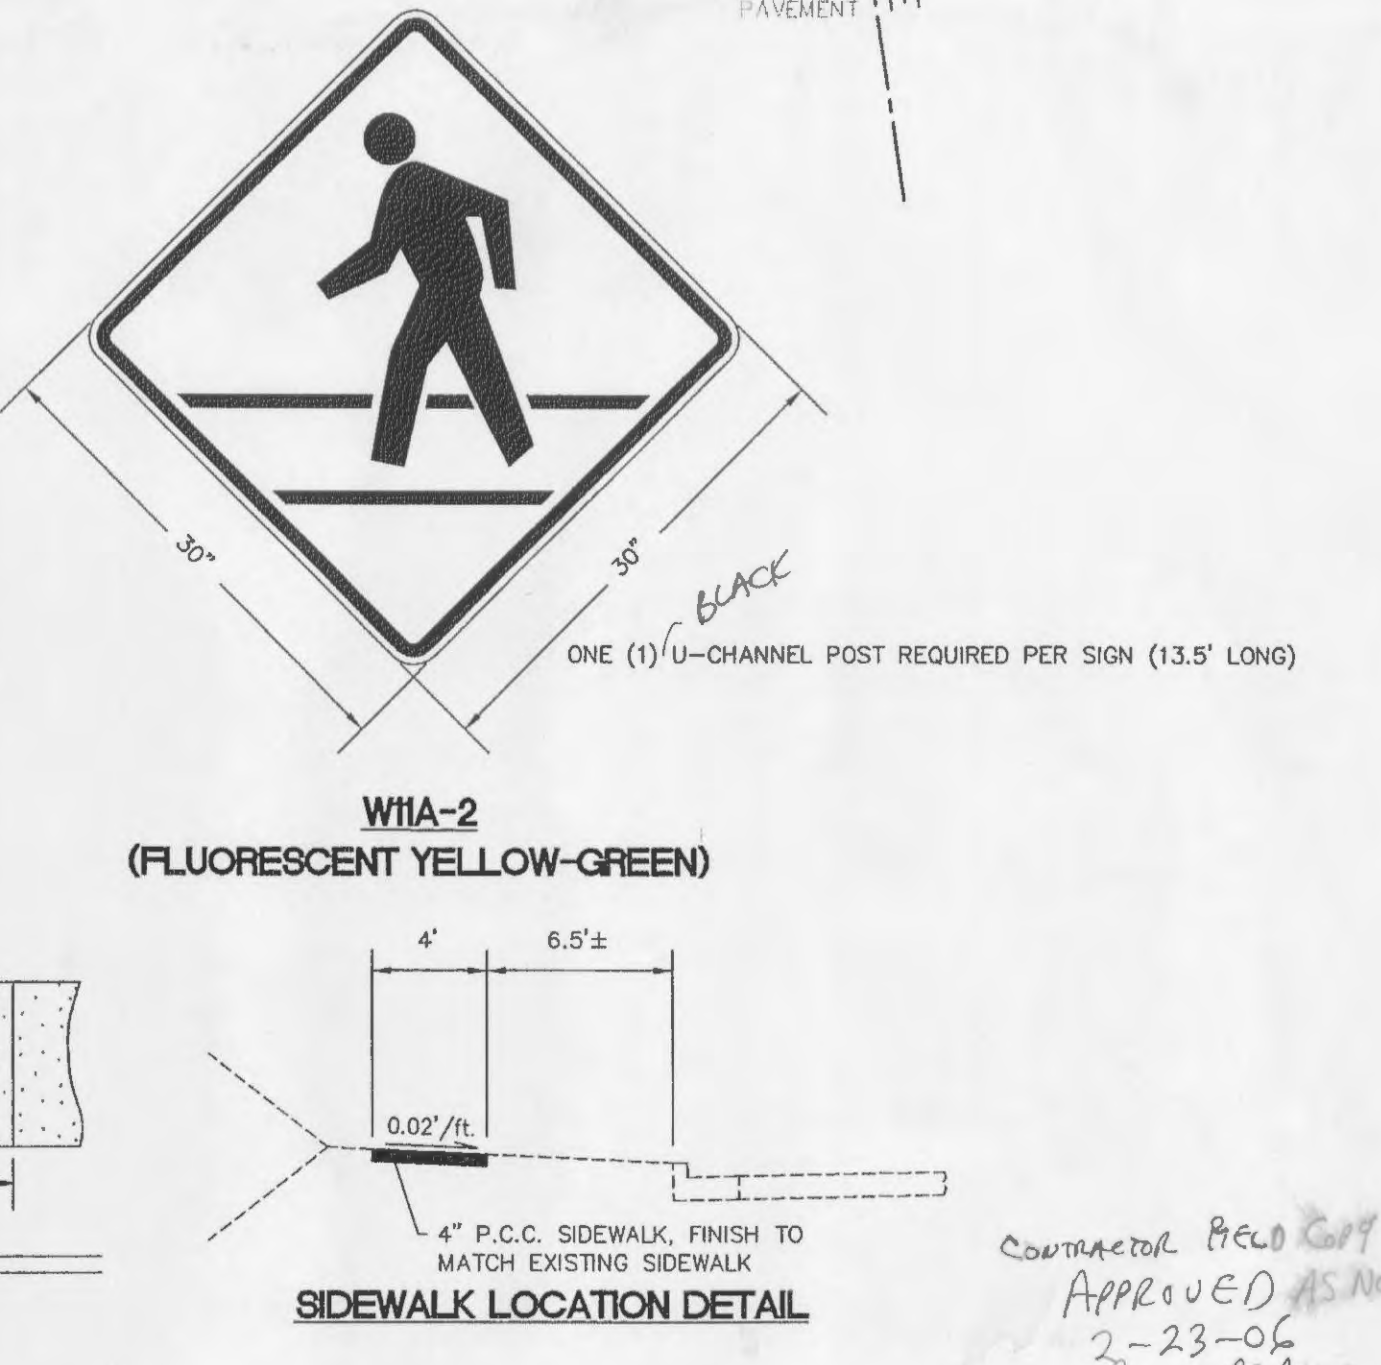 PAVEMENT
30"
30"
BLACK
ONE (1) U-CHANNEL POST REQUIRED PER SIGN (13.5' LONG)
W11A-2
(FLUORESCENT YELLOW-GREEN)
4'
6.5'±
0.02'/ft.
4" P.C.C. SIDEWALK, FINISH TO
MATCH EXISTING SIDEWALK
SIDEWALK LOCATION DETAIL
CONTRACTOR FIELD COPY
APPROVED AS
2-23-06